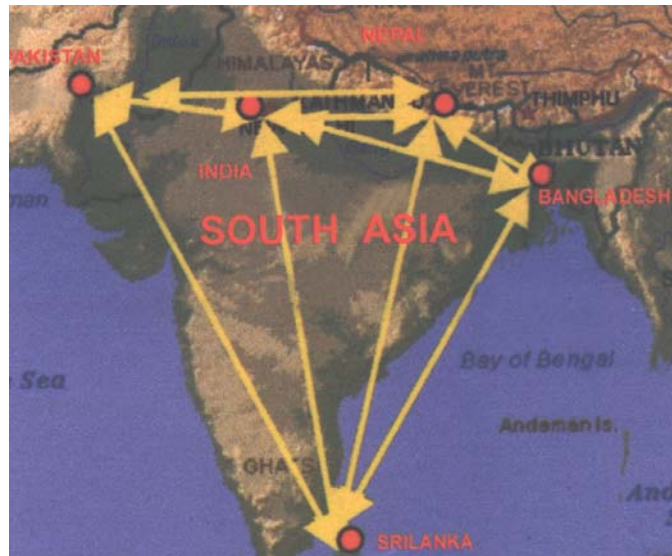 NEPAL
PAKISTAN
HIMALAYAS
EVEREST
THIMPHU
BHUTAN
INDIA
BANGLADESH
SOUTH ASIA
Bay of Bengal
Sea
Andaman Is.
GHATS
SRILANKA